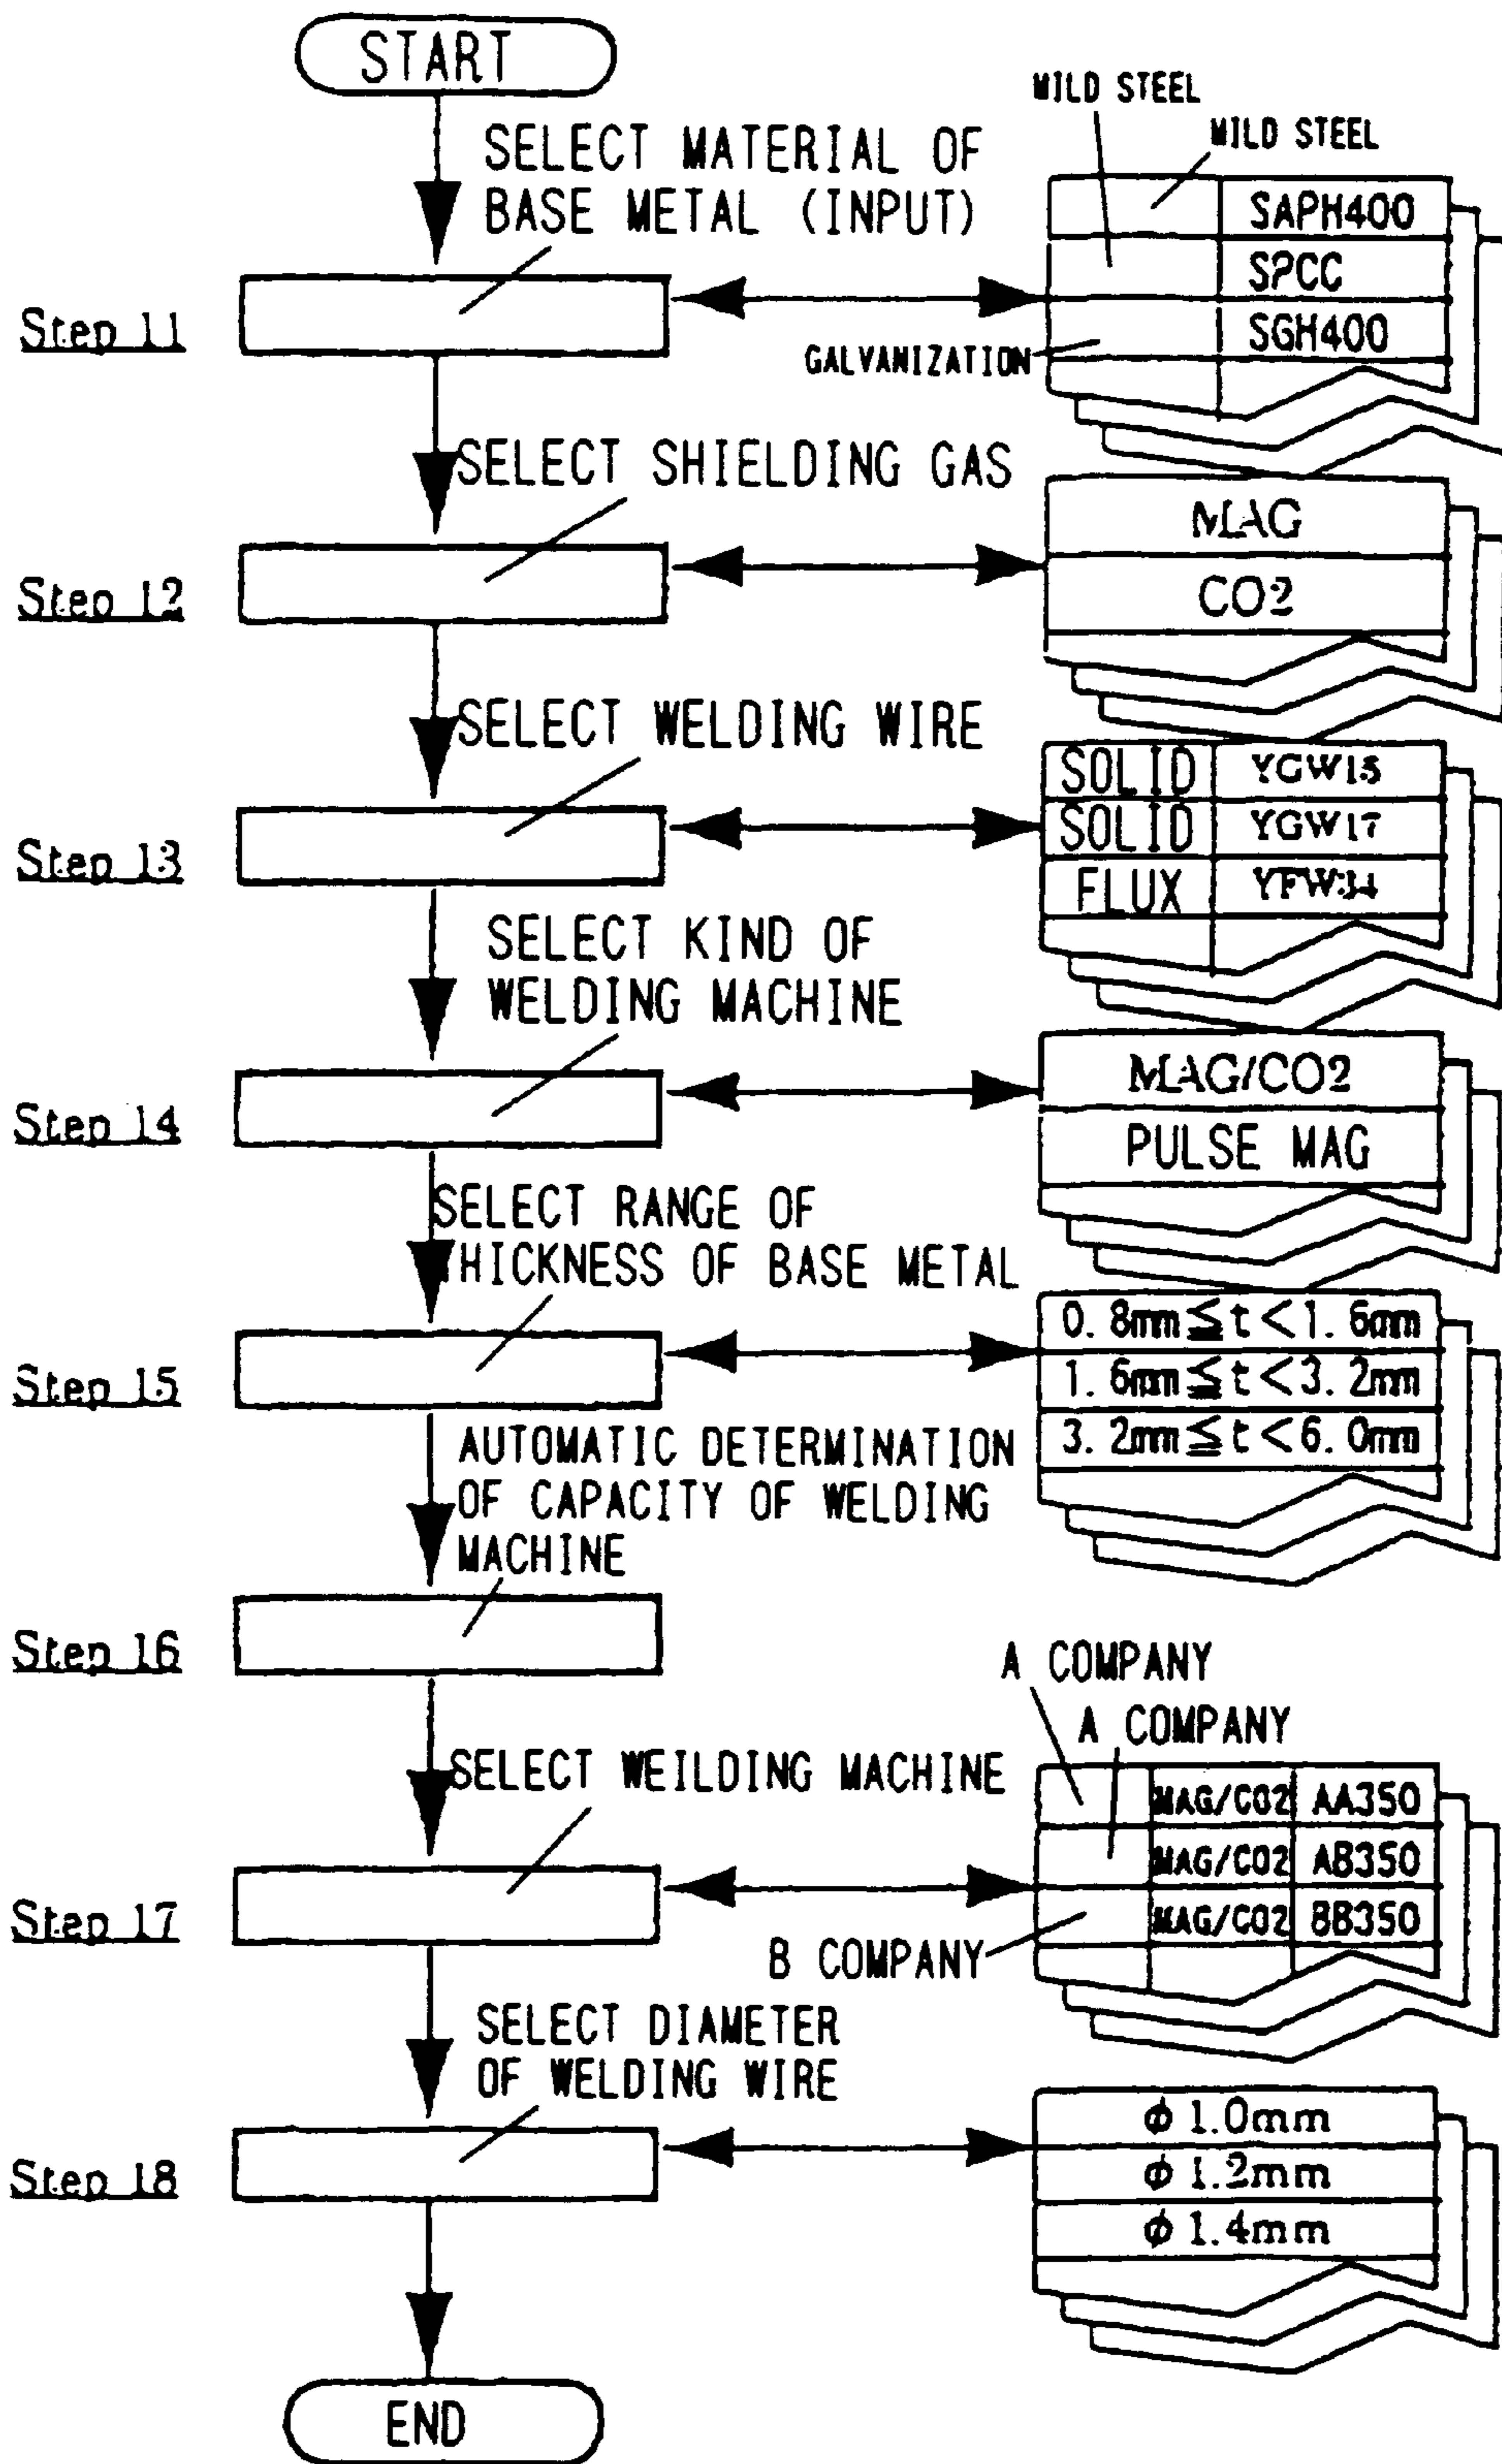 START
MILD STEEL
MILD STEEL
SELECT MATERIAL OF
BASE METAL (INPUT)
SAPH400
SPCC
SGH400
Step 11
GALVANIZATION
SELECT SHIELDING GAS
MAG
CO2
Step 12
SELECT WELDING WIRE
SOLID YGW15
SOLID YGW17
FLUX YFW34
Step 13
SELECT KIND OF
WELDING MACHINE
MAG/CO2
PULSE MAG
Step 14
SELECT RANGE OF
THICKNESS OF BASE METAL
0. 8mm≦t<1. 6mm
1. 6mm≦t<3. 2mm
3. 2mm≦t<6. 0mm
Step 15
AUTOMATIC DETERMINATION
OF CAPACITY OF WELDING
MACHINE
Step 16
A COMPANY
A COMPANY
SELECT WEILDING MACHINE
MAG/CO2 AA350
MAG/CO2 AB350
MAG/CO2 BB350
Step 17
B COMPANY
SELECT DIAMETER
OF WELDING WIRE
ϕ 1.0mm
ϕ 1.2mm
ϕ 1.4mm
Step 18
END